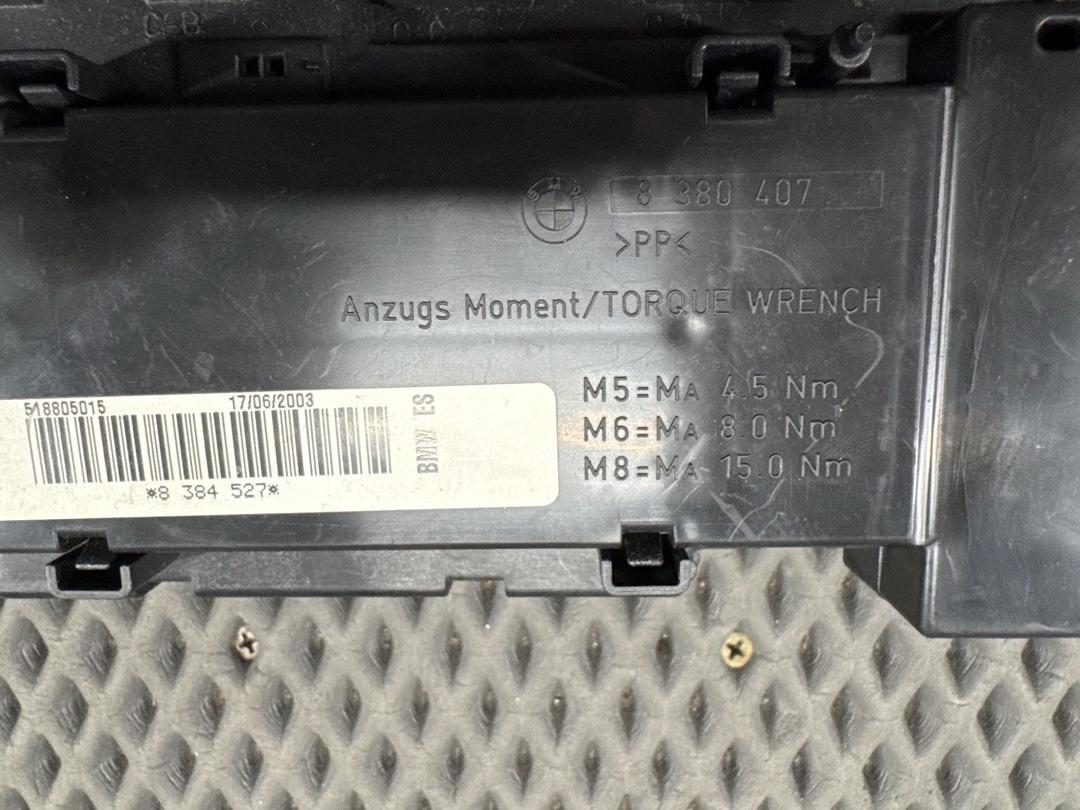 BMW
8 380 407
>PP<
Anzugs Moment/TORQUE WRENCH
M5=MA 4.5 Nm
M6=MA 8.0 Nm
M8=MA 15.0 Nm
518805015 17/06/2003
*8 384 527*
BMW ES